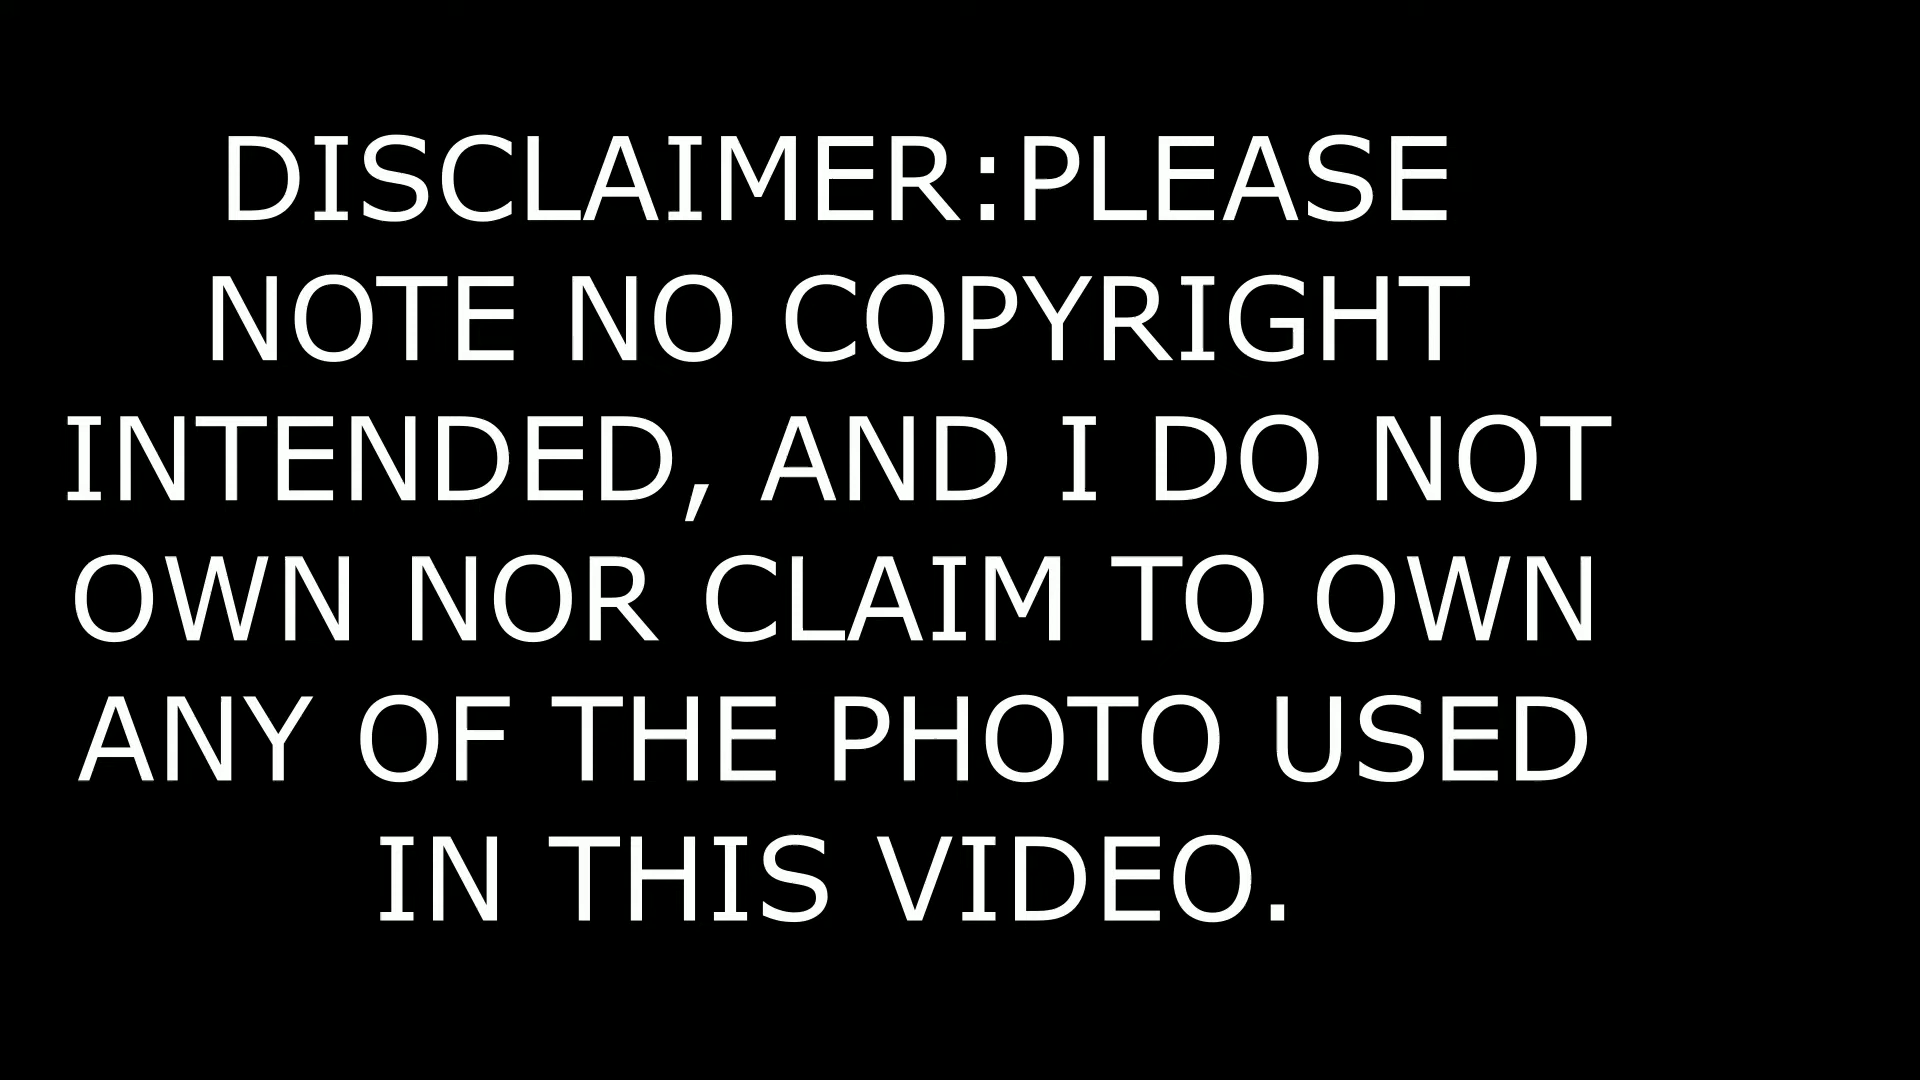 DISCLAIMER:PLEASE
NOTE NO COPYRIGHT
INTENDED, AND I DO NOT
OWN NOR CLAIM TO OWN
ANY OF THE PHOTO USED
IN THIS VIDEO.